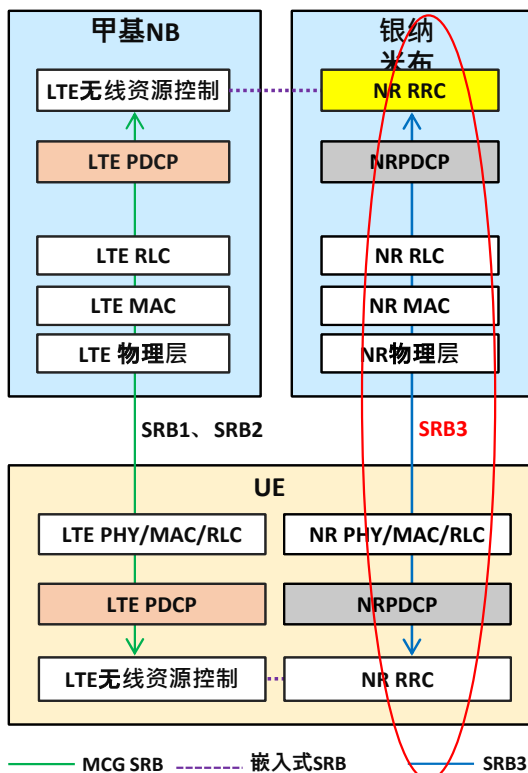 甲基NB
银纳
米布
LTE无线资源控制
NR RRC
LTE PDCP
NRPDCP
LTE RLC
NR RLC
LTE MAC
NR MAC
LTE 物理层
NR物理层
SRB1、 SRB2
SRB3
UE
LTE PHY/MAC/RLC
NR PHY/MAC/RLC
LTE PDCP
NRPDCP
LTE无线资源控制
NR RRC
MCG SRB
嵌入式SRB
SRB3